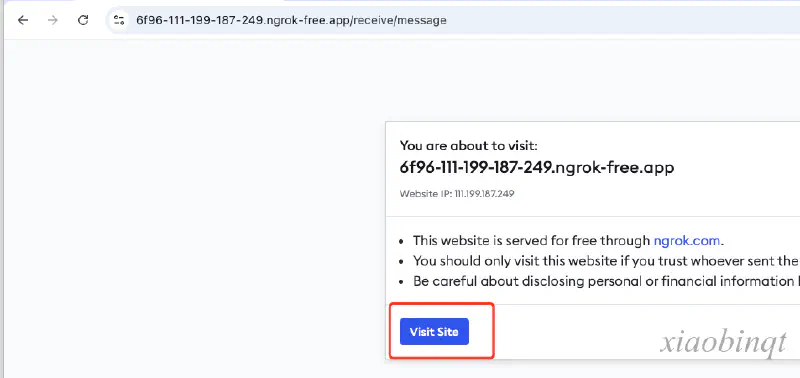 6f96-111-199-187-249.ngrok-free.app/receive/message
You are about to visit:
6f96-111-199-187-249.ngrok-free.app
Website IP: 111.199.187.249
This website is served for free through ngrok.com.
You should only visit this website if you trust whoever sent the
Be careful about disclosing personal or financial information
Visit Site
xiaobinqt